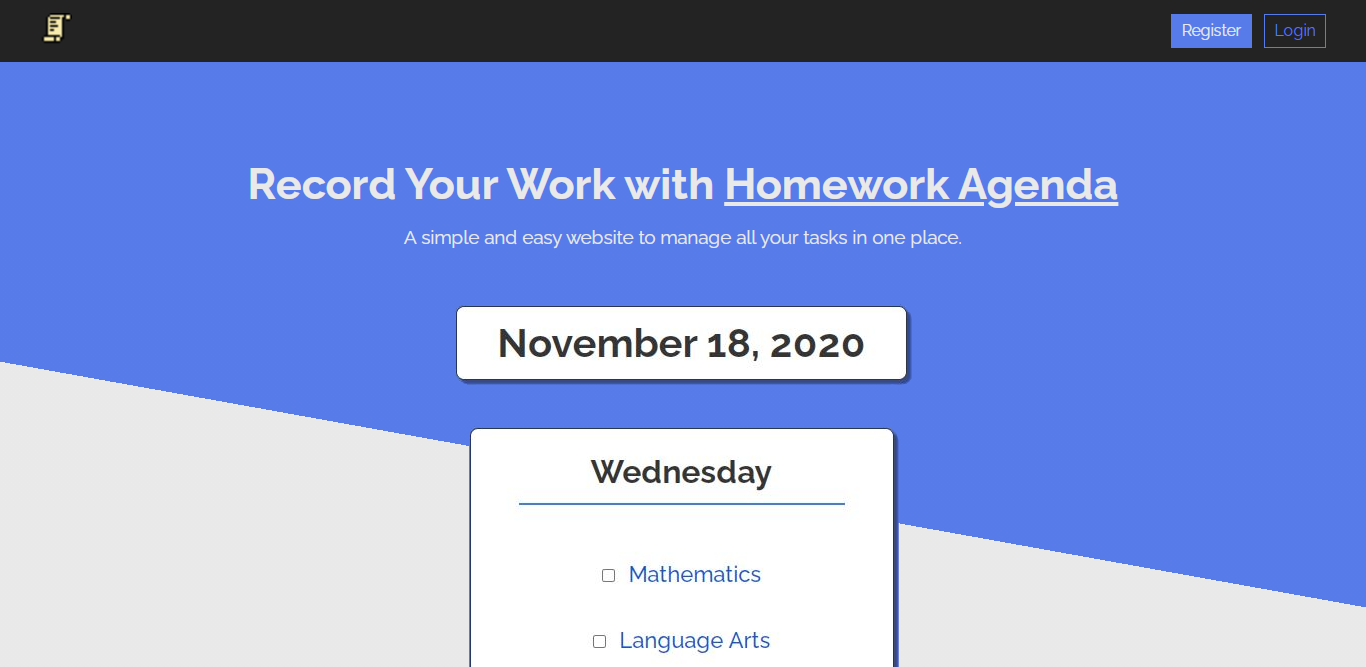 Register Login
Record Your Work with Homework Agenda
A simple and easy website to manage all your tasks in one place.
November 18, 2020
Wednesday
Mathematics
Language Arts